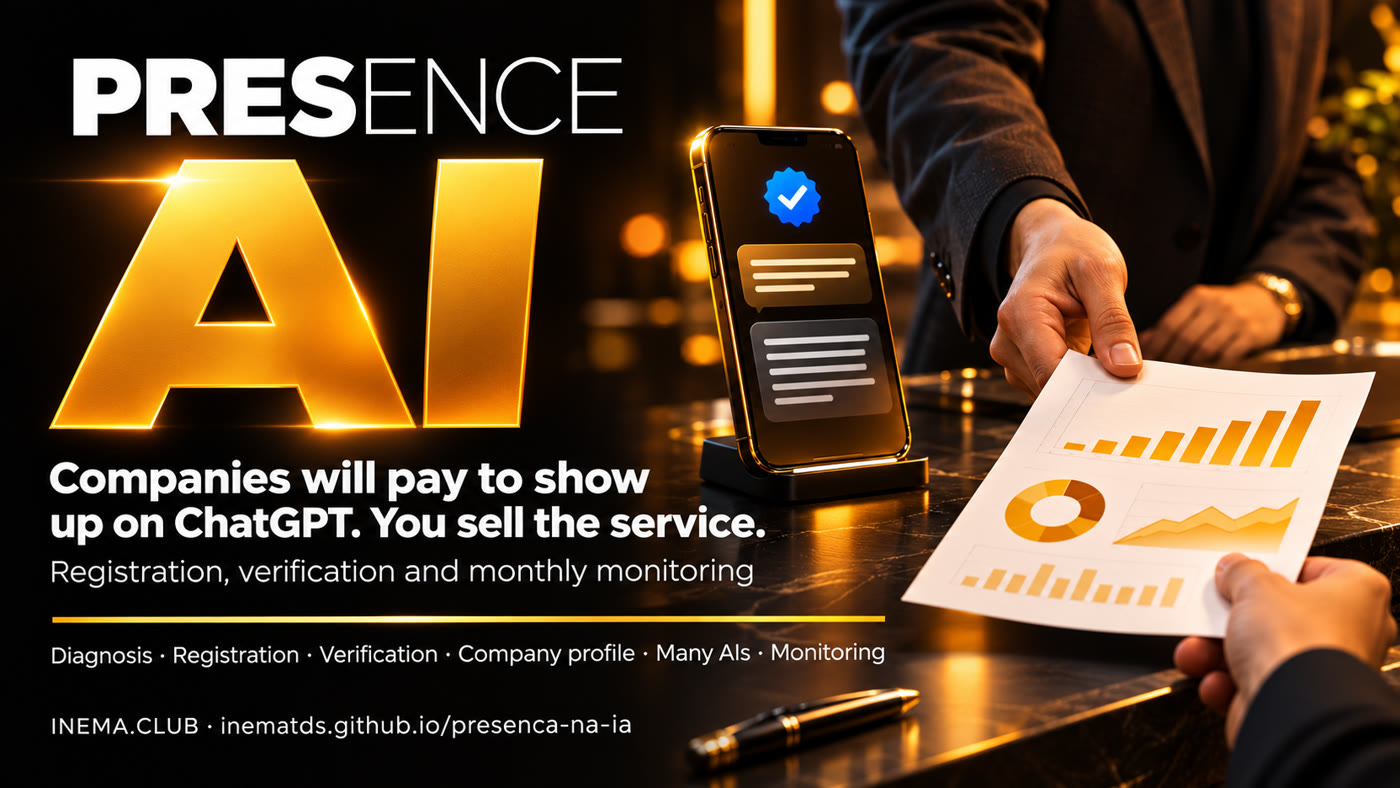 PRESENCE
AI
Companies will pay to show
up on ChatGPT. You sell the service.
Registration, verification and monthly monitoring
Diagnosis · Registration · Verification · Company profile · Many AIs · Monitoring
INEMA.CLUB · inematds.github.io/presenca-na-ia